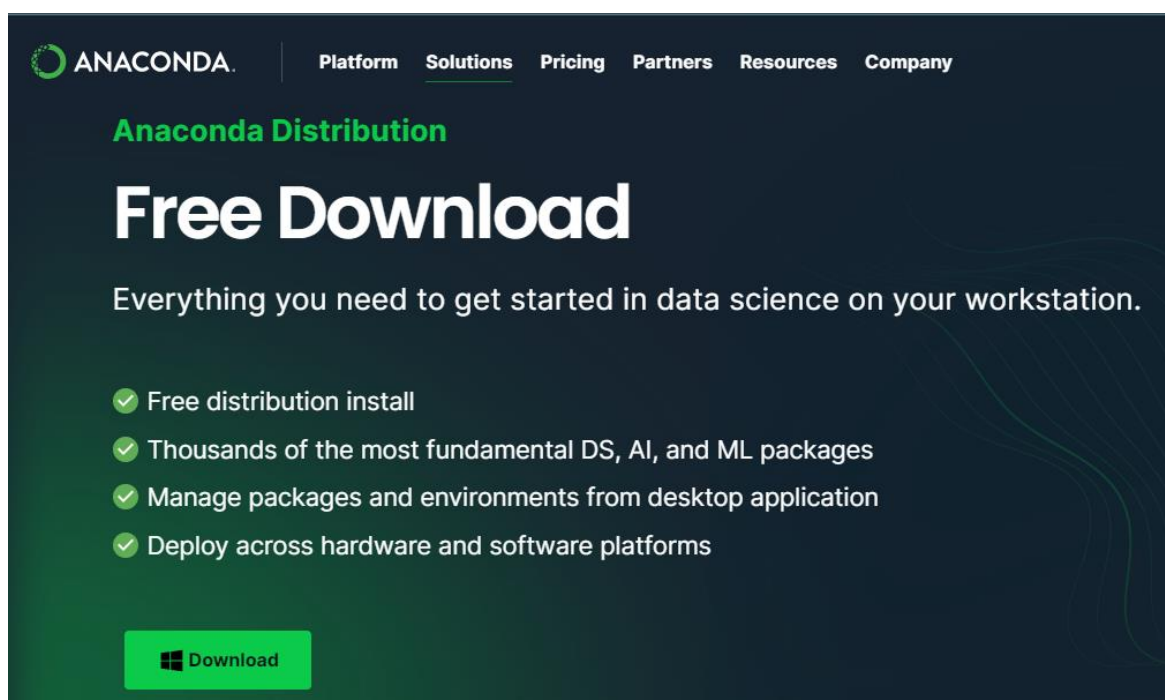 ANACONDA.
Platform Solutions Pricing Partners Resources Company
Anaconda Distribution
Free Download
Everything you need to get started in data science on your workstation.
Free distribution install
Thousands of the most fundamental DS, AI, and ML packages
Manage packages and environments from desktop application
Deploy across hardware and software platforms
Download